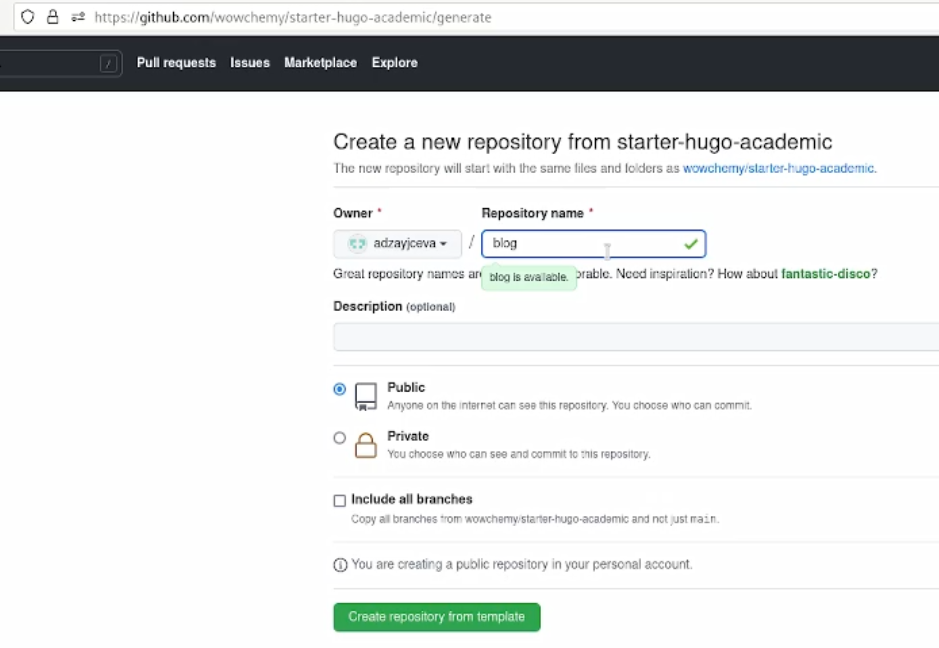 https://github.com/wowchemy/starter-hugo-academic/generate
/ Pull requests Issues Marketplace Explore
Create a new repository from starter-hugo-academic
The new repository will start with the same files and folders as wowchemy/starter-hugo-academic.
Owner * Repository name *
adzayjceva / blog
Great repository names are orable. Need inspiration? How about fantastic-disco?
blog is available.
Description (optional)
Public
Anyone on the internet can see this repository. You choose who can commit.
Private
You choose who can see and commit to this repository.
Include all branches
Copy all branches from wowchemy/starter-hugo-academic and not just main.
You are creating a public repository in your personal account.
Create repository from template